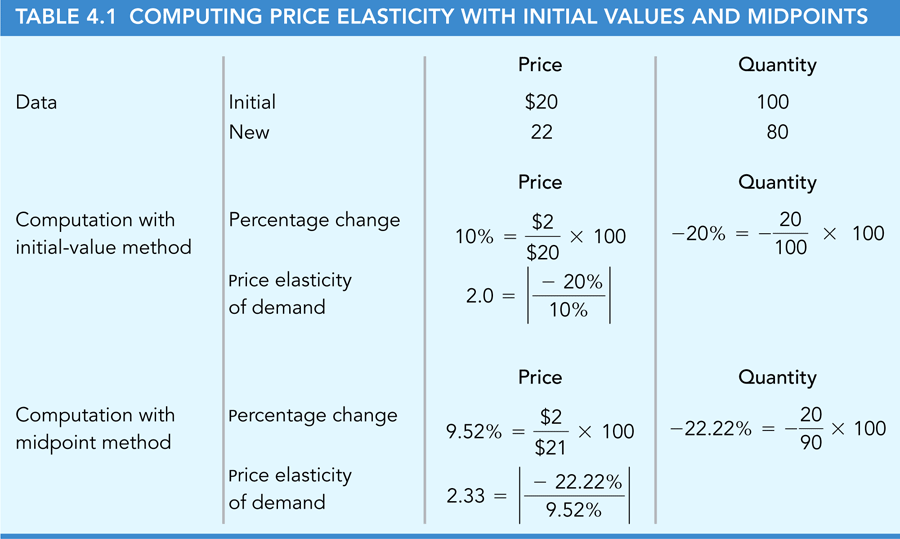 TABLE 4.1 COMPUTING PRICE ELASTICITY WITH INITIAL VALUES AND MIDPOINTS
Price Quantity
Data Initial $20 100
New 22 80
Price Quantity
Computation with initial-value method Percentage change 10% = $2/$20 × 100 −20% = −20/100 × 100
Price elasticity of demand 2.0 = |− 20%/10%|
Price Quantity
Computation with midpoint method Percentage change 9.52% = $2/$21 × 100 −22.22% = −20/90 × 100
Price elasticity of demand 2.33 = |− 22.22%/9.52%|